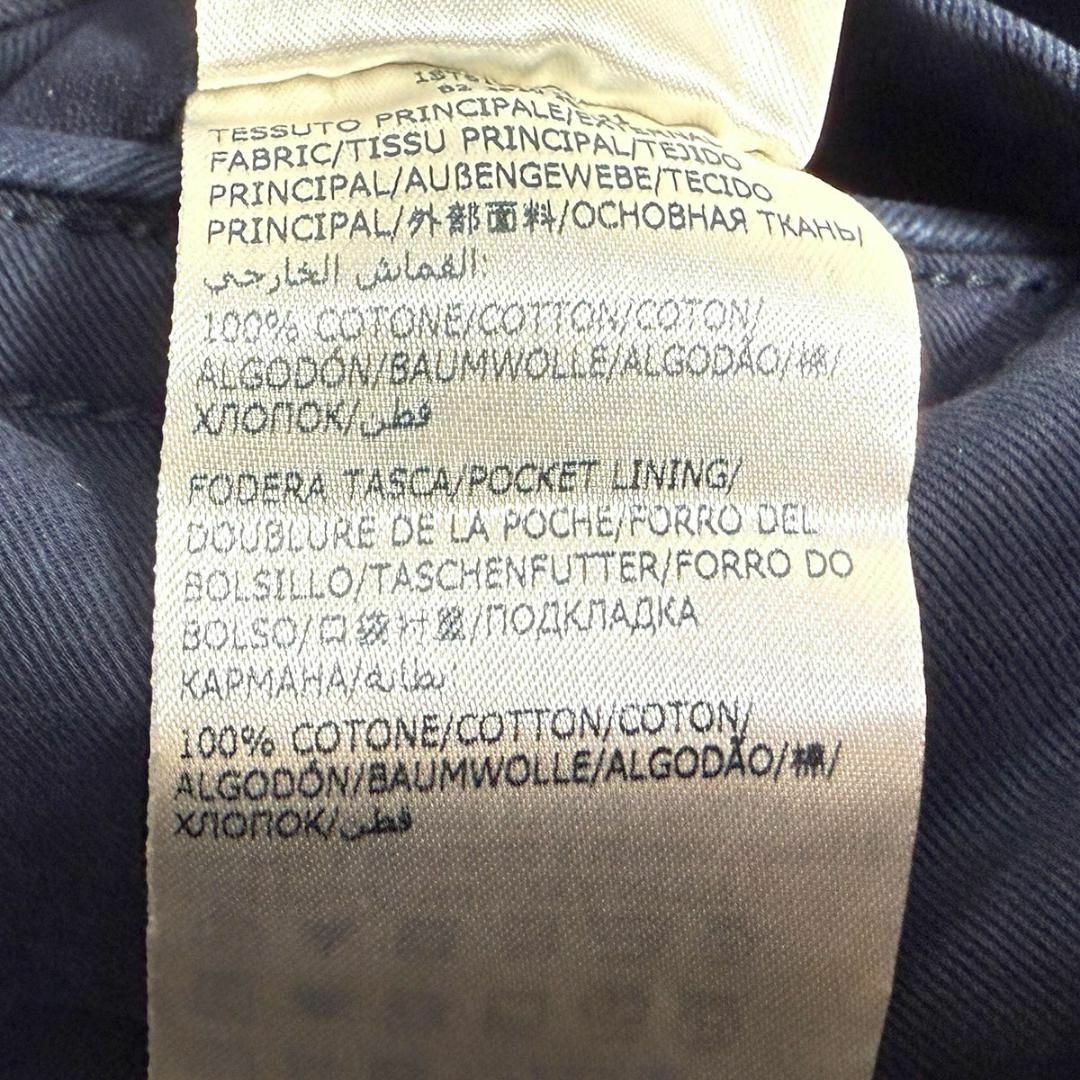 TESSUTO PRINCIPALE/EXTERNAL
FABRIC/TISSU PRINCIPAL/TEJIDO
PRINCIPAL/AUßENGEWEBE/TECIDO
PRINCIPAL/外部面料/ОСНОВНАЯ ТКАНЬ/
القماش الخارجي:
100% COTONE/COTTON/COTON/
ALGODÓN/BAUMWOLLE/ALGODÃO/棉/
ХЛОПОК/قطن
FODERA TASCA/POCKET LINING/
DOUBLURE DE LA POCHE/FORRO DEL
BOLSILLO/TASCHENFUTTER/FORRO DO
BOLSO/口袋衬里/ПОДКЛАДКА
КАРМАНА/بطانة
100% COTONE/COTTON/COTON/
ALGODÓN/BAUMWOLLE/ALGODÃO/棉/
ХЛОПОК/قطن